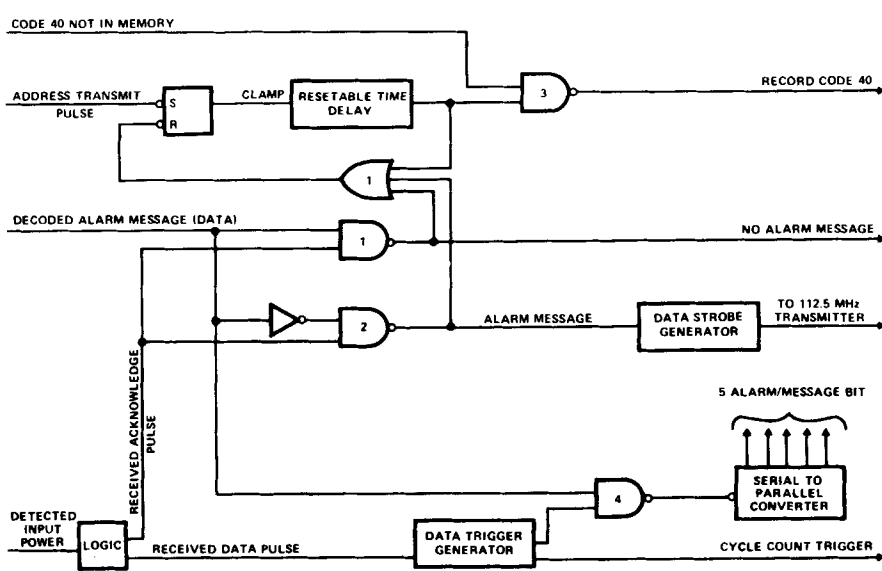 CODE 40 NOT IN MEMORY
ADDRESS TRANSMIT
PULSE
S
R
CLAMP
RESETABLE TIME
DELAY
3
RECORD CODE 40
1
DECODED ALARM MESSAGE (DATA)
1
NO ALARM MESSAGE
2
ALARM MESSAGE
DATA STROBE
GENERATOR
TO 112.5 MHz
TRANSMITTER
RECEIVED ACKNOWLEDGE
PULSE
5 ALARM/MESSAGE BIT
4
SERIAL TO
PARALLEL
CONVERTER
DETECTED
INPUT
POWER
LOGIC
RECEIVED DATA PULSE
DATA TRIGGER
GENERATOR
CYCLE COUNT TRIGGER